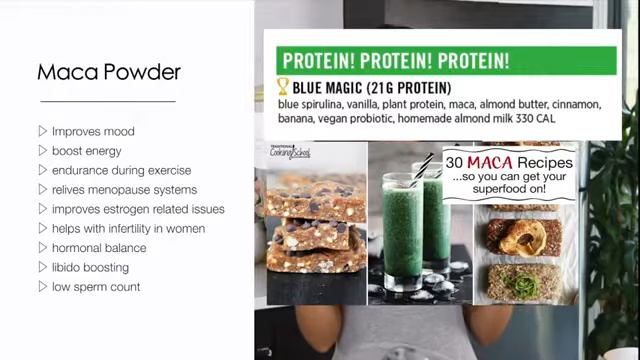 Maca Powder
Improves mood
boost energy
endurance during exercise
relives menopause systems
improves estrogen related issues
helps with infertility in women
hormonal balance
libido boosting
low sperm count
PROTEIN! PROTEIN! PROTEIN!
BLUE MAGIC (21G PROTEIN)
blue spirulina, vanilla, plant protein, maca, almond butter, cinnamon,
banana, vegan probiotic, homemade almond milk 330 CAL
TRADITIONAL
Cooking School
30 MACA Recipes
...so you can get your
superfood on!